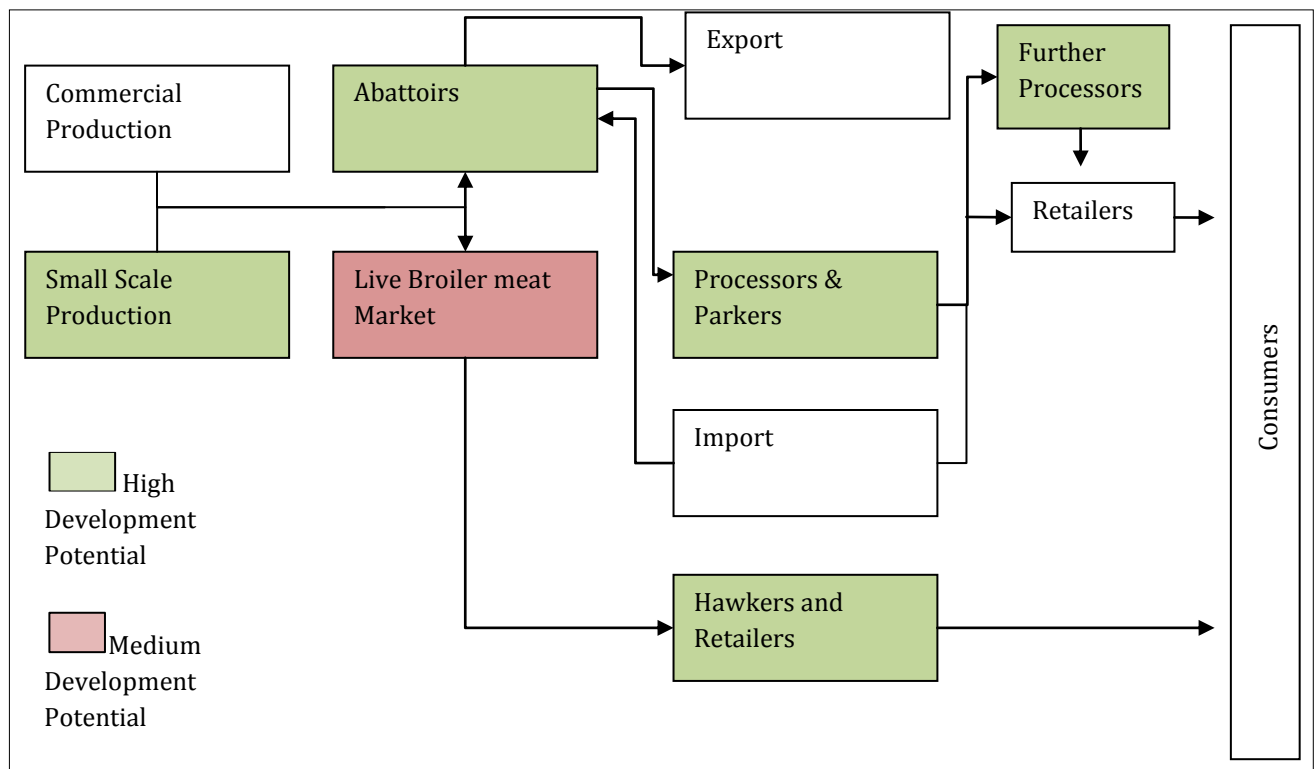 Export
Further
Processors
Commercial
Production
Abattoirs
Retailers
Small Scale
Production
Live Broiler meat
Market
Processors &
Parkers
Import
Consumers
High
Development
Potential
Hawkers and
Retailers
Medium
Development
Potential